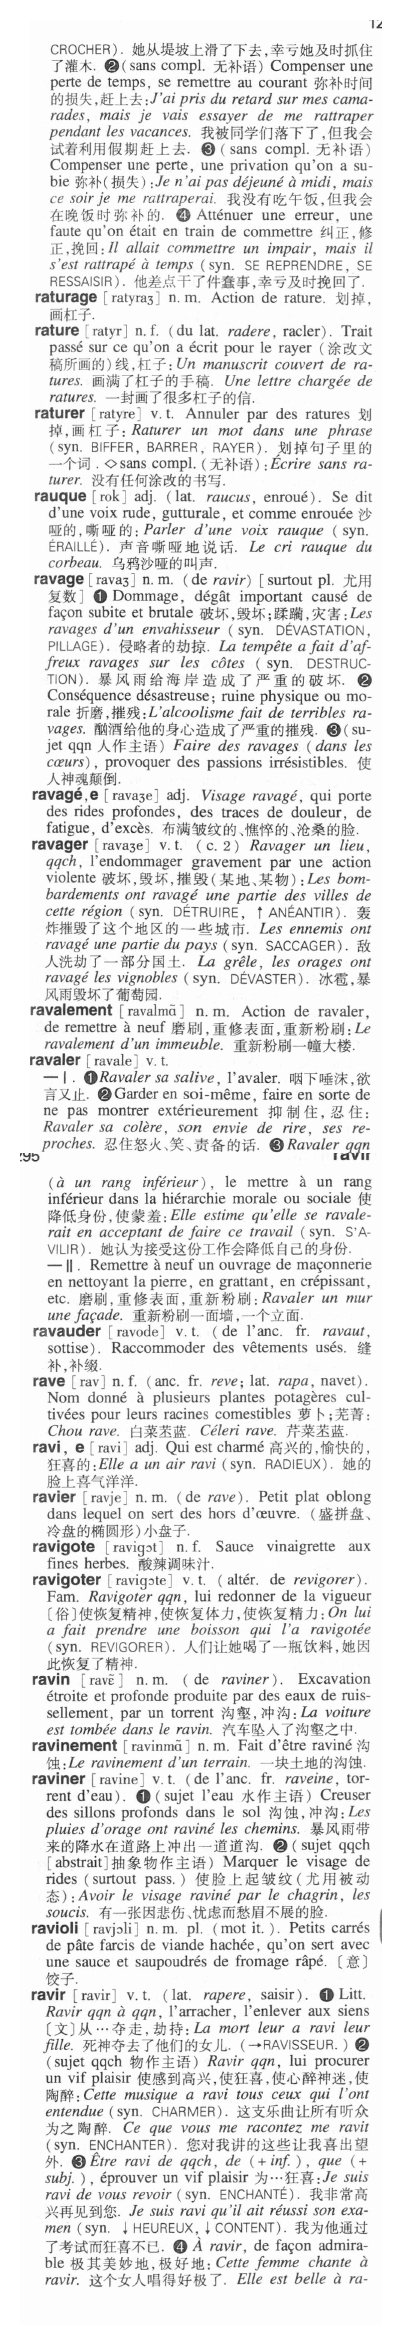 12
CROCHER). 她从堤坡上滑了下去,幸亏她及时抓住
了灌木. ❷(sans compl. 无补语) Compenser une
perte de temps, se remettre au courant 弥补时间
的损失,赶上去:J'ai pris du retard sur mes cama-
rades, mais je vais essayer de me rattraper
pendant les vacances. 我被同学们落下了,但我会
试着利用假期赶上去. ❸( sans compl. 无补语)
Compenser une perte, une privation qu'on a su-
bie 弥补(损失):Je n'ai pas déjeuné à midi, mais
ce soir je me rattraperai. 我没有吃午饭,但我会
在晚饭时弥补的. ❹ Atténuer une erreur, une
faute qu'on était en train de commettre 纠正,修
正,挽回:Il allait commettre un impair, mais il
s'est rattrapé à temps (syn. SE REPRENDRE, SE
RESSAISIR). 他差点干了件蠢事,幸亏及时挽回了.
raturage [ratyraʒ] n. m. Action de rature. 划掉,
画杠子.
rature [ratyr] n. f. (du lat. radere, racler). Trait
passé sur ce qu'on a écrit pour le rayer (涂改文
稿所画的)线,杠子:Un manuscrit couvert de ra-
tures. 画满了杠子的手稿. Une lettre chargée de
ratures. 一封画了很多杠子的信.
raturer [ratyre] v. t. Annuler par des ratures 划
掉,画杠子:Raturer un mot dans une phrase
(syn. BIFFER, BARRER, RAYER). 划掉句子里的
一个词. ◇sans compl. (无补语):Écrire sans ra-
turer. 没有任何涂改的书写.
rauque [rok] adj. (lat. raucus, enroué). Se dit
d'une voix rude, gutturale, et comme enrouée 沙
哑的,嘶哑的:Parler d'une voix rauque (syn.
ÉRAILLÉ). 声音嘶哑地说话. Le cri rauque du
corbeau. 乌鸦沙哑的叫声.
ravage [ravaʒ] n. m. (de ravir) [surtout pl. 尤用
复数] ❶ Dommage, dégât important causé de
façon subite et brutale 破坏,毁坏;蹂躏,灾害:Les
ravages d'un envahisseur (syn. DÉVASTATION,
PILLAGE). 侵略者的劫掠. La tempête a fait d'af-
freux ravages sur les côtes (syn. DESTRUC-
TION). 暴风雨给海岸造成了严重的破坏. ❷
Conséquence désastreuse; ruine physique ou mo-
rale 折磨,摧残:L'alcoolisme fait de terribles ra-
vages. 酗酒给他的身心造成了严重的摧残. ❸(su-
jet qqn 人作主语) Faire des ravages (dans les
cœurs), provoquer des passions irrésistibles. 使
人神魂颠倒.
ravagé,e [ravaʒe] adj. Visage ravagé, qui porte
des rides profondes, des traces de douleur, de
fatigue, d'excès. 布满皱纹的、憔悴的、沧桑的脸.
ravager [ravaʒe] v. t. (c. 2) Ravager un lieu,
qqch, l'endommager gravement par une action
violente 破坏,毁坏,摧毁(某地、某物):Les bom-
bardements ont ravagé une partie des villes de
cette région (syn. DÉTRUIRE, ↑ ANÉANTIR). 轰
炸摧毁了这个地区的一些城市. Les ennemis ont
ravagé une partie du pays (syn. SACCAGER). 敌
人洗劫了一部分国土. La grêle, les orages ont
ravagé les vignobles (syn. DÉVASTER). 冰雹,暴
风雨毁坏了葡萄园.
ravalement [ravalmɑ̃] n. m. Action de ravaler,
de remettre à neuf 磨刷,重修表面,重新粉刷:Le
ravalement d'un immeuble. 重新粉刷一幢大楼.
ravaler [ravale] v. t.
— I. ❶Ravaler sa salive, l'avaler. 咽下唾沫,欲
言又止. ❷Garder en soi-même, faire en sorte de
ne pas montrer extérieurement 抑制住,忍住:
Ravaler sa colère, son envie de rire, ses re-
proches. 忍住怒火、笑、责备的话. ❸Ravaler qqn
295 ravir
(à un rang inférieur), le mettre à un rang
inférieur dans la hiérarchie morale ou sociale 使
降低身份,使蒙羞:Elle estime qu'elle se ravale-
rait en acceptant de faire ce travail (syn. S'A-
VILIR). 她认为接受这份工作会降低自己的身份.
— II. Remettre à neuf un ouvrage de maçonnerie
en nettoyant la pierre, en grattant, en crépissant,
etc. 磨刷,重修表面,重新粉刷:Ravaler un mur
une façade. 重新粉刷一面墙,一个立面.
ravauder [ravode] v. t. (de l'anc. fr. ravaut,
sottise). Raccommoder des vêtements usés. 缝
补,补缀.
rave [rav] n. f. (anc. fr. reve; lat. rapa, navet).
Nom donné à plusieurs plantes potagères cul-
tivées pour leurs racines comestibles 萝卜;芜菁:
Chou rave. 白菜苤蓝. Céleri rave. 芹菜苤蓝.
ravi, e [ravi] adj. Qui est charmé 高兴的,愉快的,
狂喜的:Elle a un air ravi (syn. RADIEUX). 她的
脸上喜气洋洋.
ravier [ravje] n. m. (de rave). Petit plat oblong
dans lequel on sert des hors d'œuvre. (盛拼盘、
冷盘的椭圆形)小盘子.
ravigote [ravigɔt] n. f. Sauce vinaigrette aux
fines herbes. 酸辣调味汁.
ravigoter [ravigɔte] v. t. (altér. de revigorer).
Fam. Ravigoter qqn, lui redonner de la vigueur
〔俗〕使恢复精神,使恢复体力,使恢复精力:On lui
a fait prendre une boisson qui l'a ravigotée
(syn. REVIGORER). 人们让她喝了一瓶饮料,她因
此恢复了精神.
ravin [ravɛ̃] n. m. (de raviner). Excavation
étroite et profonde produite par des eaux de ruis-
sellement, par un torrent 沟壑,冲沟:La voiture
est tombée dans le ravin. 汽车坠入了沟壑之中.
ravinement [ravinmɑ̃] n. m. Fait d'être raviné 沟
蚀:Le ravinement d'un terrain. 一块土地的沟蚀.
raviner [ravine] v. t. (de l'anc. fr. raveine, tor-
rent d'eau). ❶(sujet l'eau 水作主语) Creuser
des sillons profonds dans le sol 沟蚀,冲沟:Les
pluies d'orage ont raviné les chemins. 暴风雨带
来的降水在道路上冲出一道道沟. ❷(sujet qqch
[abstrait]抽象物作主语) Marquer le visage de
rides (surtout pass.) 使脸上起皱纹(尤用被动
态):Avoir le visage raviné par le chagrin, les
soucis. 有一张因悲伤、忧虑而愁眉不展的脸.
ravioli [ravjɔli] n. m. pl. (mot it.). Petits carrés
de pâte farcis de viande hachée, qu'on sert avec
une sauce et saupoudrés de fromage râpé. 〔意〕
饺子.
ravir [ravir] v. t. (lat. rapere, saisir). ❶ Litt.
Ravir qqn à qqn, l'arracher, l'enlever aux siens
〔文〕从…夺走,劫持:La mort leur a ravi leur
fille. 死神夺去了他们的女儿. (→RAVISSEUR.) ❷
(sujet qqch 物作主语) Ravir qqn, lui procurer
un vif plaisir 使感到高兴,使狂喜,使心醉神迷,使
陶醉:Cette musique a ravi tous ceux qui l'ont
entendue (syn. CHARMER). 这支乐曲让所有听众
为之陶醉. Ce que vous me racontez me ravit
(syn. ENCHANTER). 您对我讲的这些让我喜出望
外. ❸Être ravi de qqch, de (+inf.), que (+
subj.), éprouver un vif plaisir 为…狂喜:Je suis
ravi de vous revoir (syn. ENCHANTÉ). 我非常高
兴再见到您. Je suis ravi qu'il ait réussi son exa-
men (syn. ↓HEUREUX,↓CONTENT). 我为他通过
了考试而狂喜不已. ❹ À ravir, de façon admira-
ble 极其美妙地,极好地:Cette femme chante à
ravir. 这个女人唱得好极了. Elle est belle à ra-